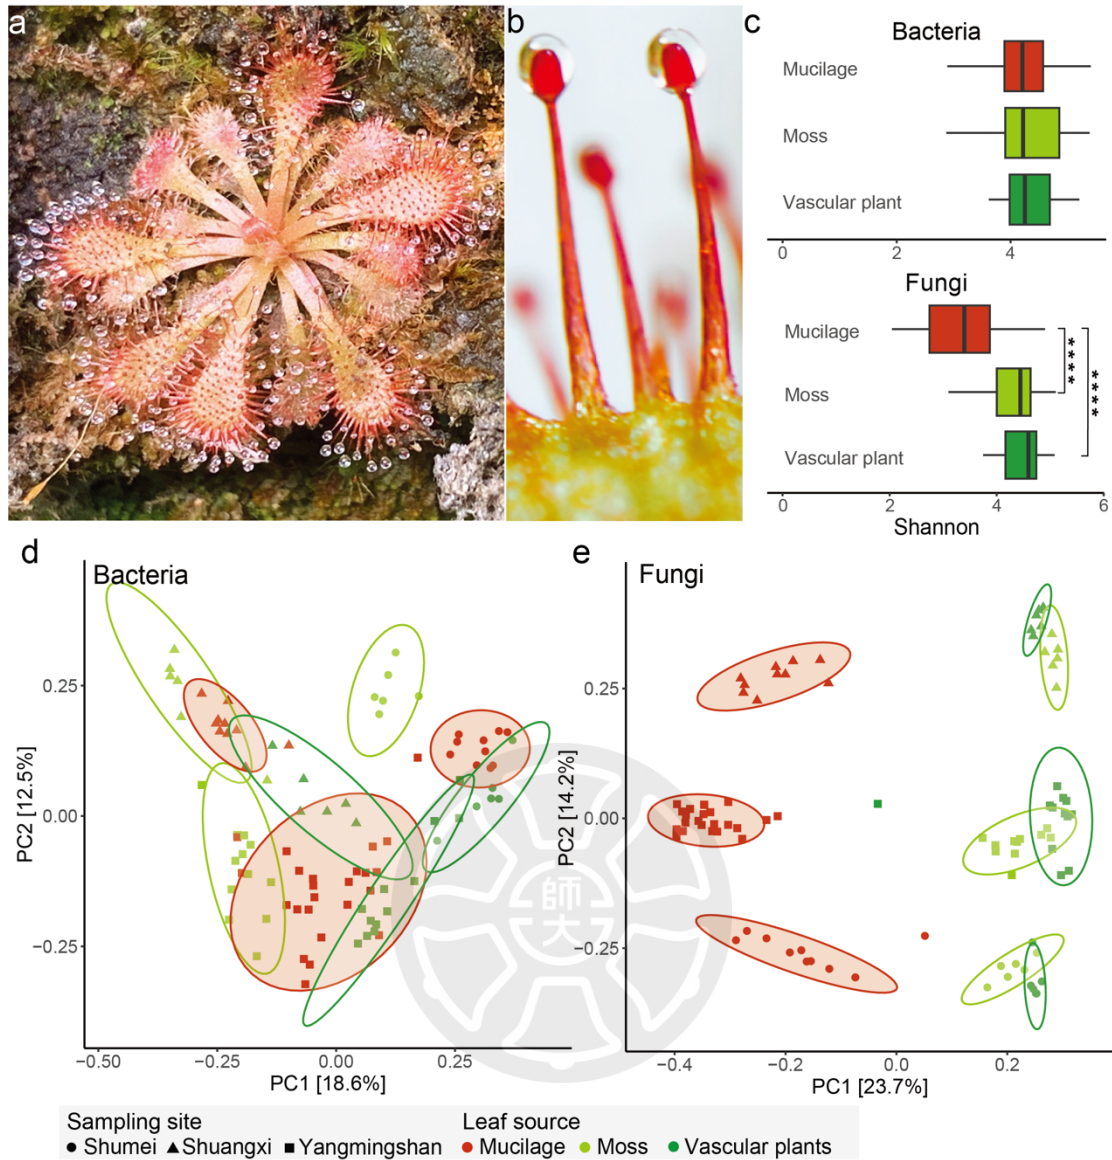 a
b
c
Bacteria
Mucilage
Moss
Vascular plant
0 2 4
Fungi
Mucilage
Moss
Vascular plant
****
****
0 2 4 6
Shannon
d
Bacteria
PC2 [12.5%]
0.25
0.00
−0.25
−0.50 −0.25 0.00 0.25
PC1 [18.6%]
e
Fungi
PC2 [14.2%]
0.25
0.00
−0.25
−0.4 −0.2 0.0 0.2
PC1 [23.7%]
師大
Sampling site
Shumei Shuangxi Yangmingshan
Leaf source
Mucilage Moss Vascular plants